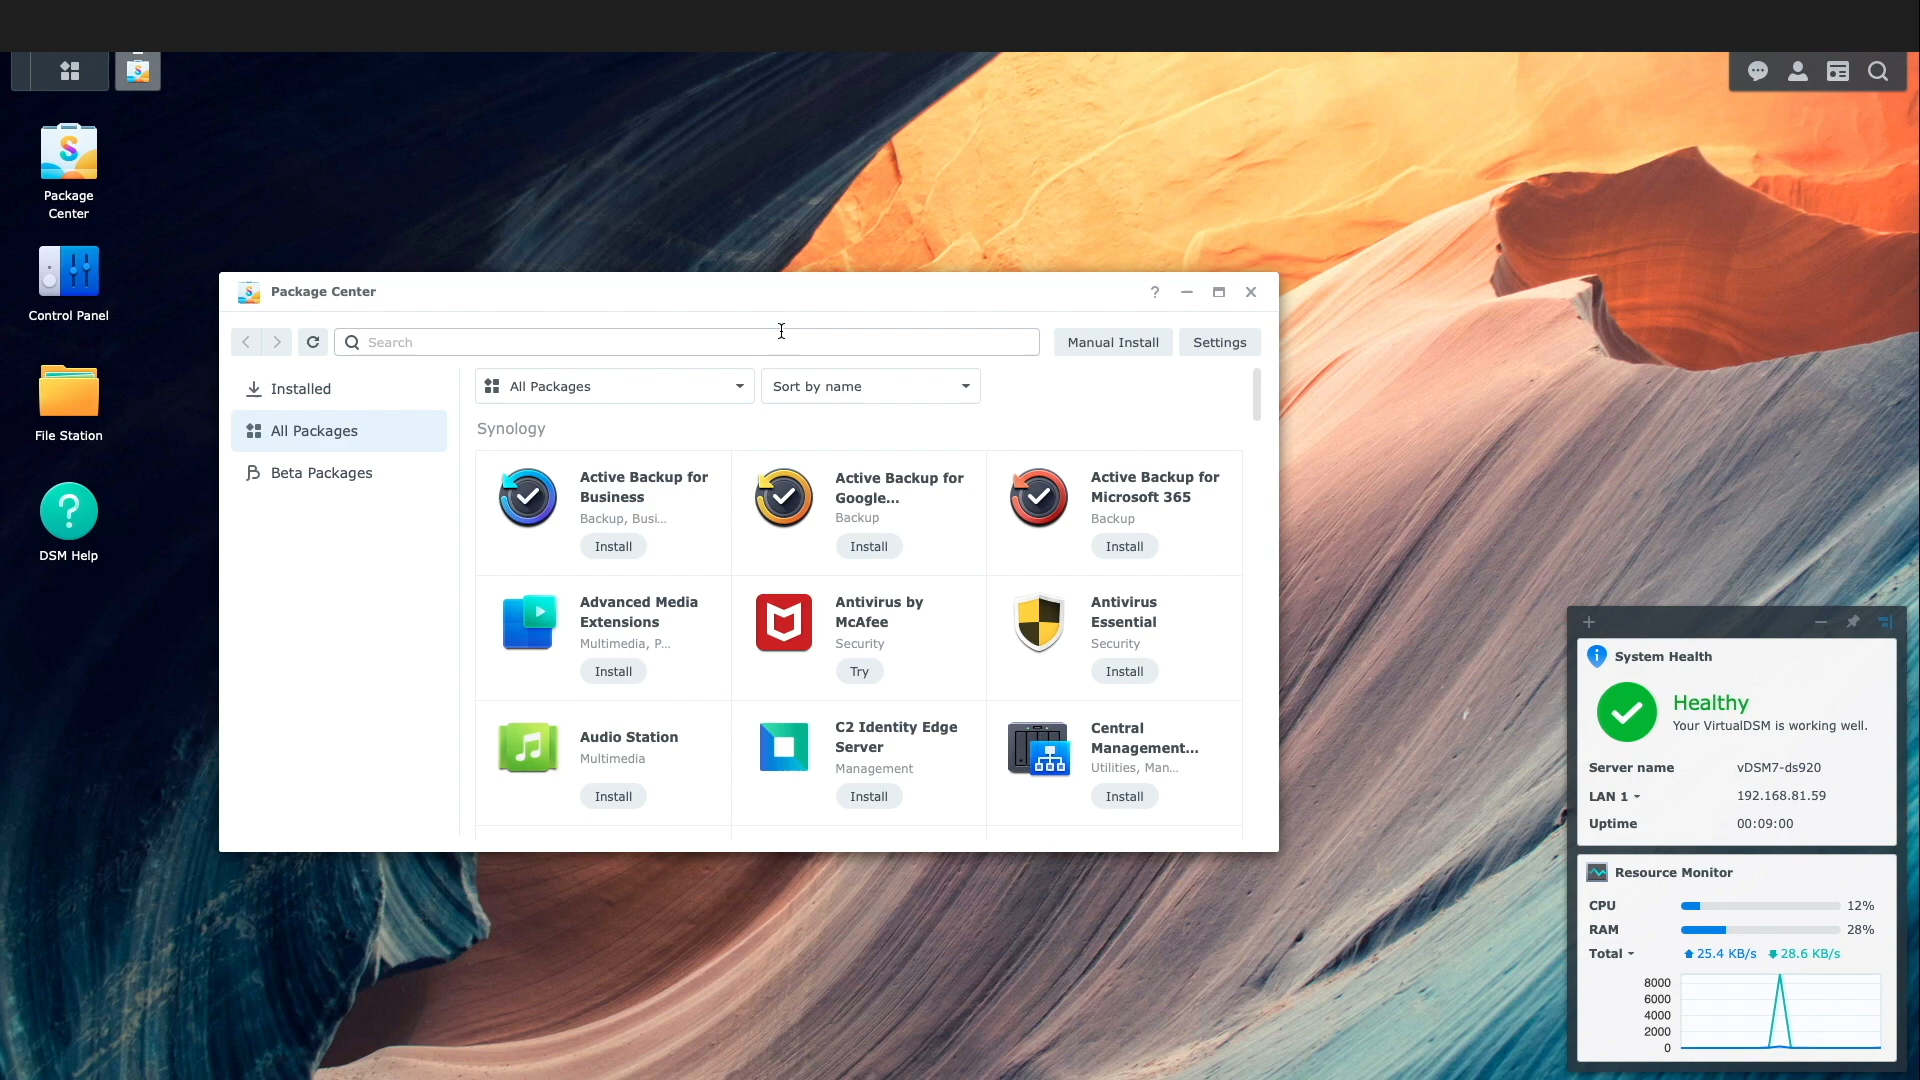 Package
Center
Control Panel
File Station
DSM Help
Package Center
Search
Manual Install
Settings
Installed
All Packages
Beta Packages
All Packages
Sort by name
Synology
Active Backup for
Business
Backup, Busi...
Install
Active Backup for
Google...
Backup
Install
Active Backup for
Microsoft 365
Backup
Install
Advanced Media
Extensions
Multimedia, P...
Install
Antivirus by
McAfee
Security
Try
Antivirus
Essential
Security
Install
Audio Station
Multimedia
Install
C2 Identity Edge
Server
Management
Install
Central
Management...
Utilities, Man...
Install
System Health
Healthy
Your VirtualDSM is working well.
Server name vDSM7-ds920
LAN 1 192.168.81.59
Uptime 00:09:00
Resource Monitor
CPU 12%
RAM 28%
Total 25.4 KB/s 28.6 KB/s
8000
6000
4000
2000
0